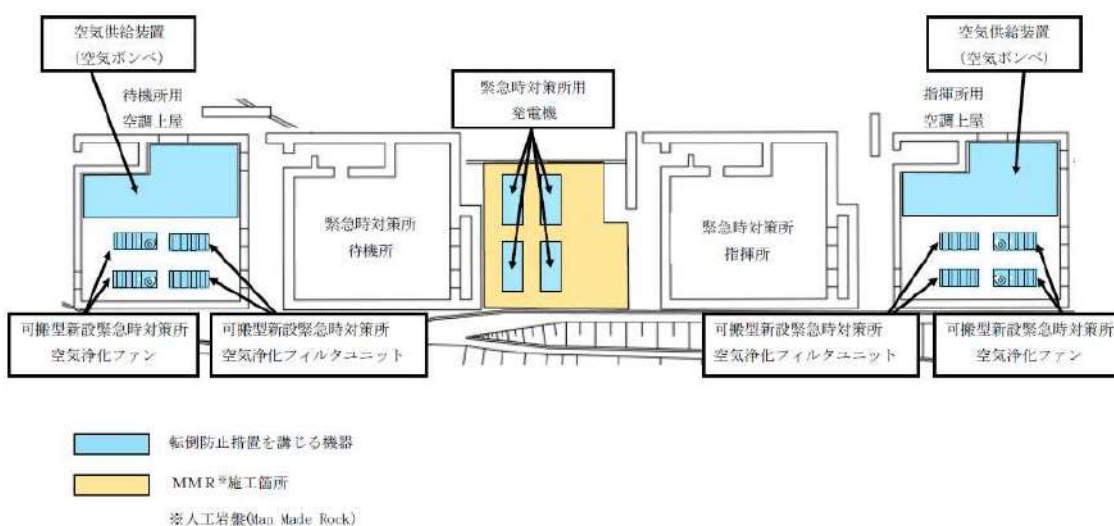 空気供給装置
(空気ボンベ)
空気供給装置
(空気ボンベ)
緊急時対策所用
発電機
待機所用
空調上屋
指揮所用
空調上屋
緊急時対策所
待機所
緊急時対策所
指揮所
可搬型新設緊急時対策所
空気浄化ファン
可搬型新設緊急時対策所
空気浄化フィルタユニット
可搬型新設緊急時対策所
空気浄化フィルタユニット
可搬型新設緊急時対策所
空気浄化ファン
転倒防止措置を講じる機器
MMR※施工箇所
※人工岩盤(Man Made Rock)